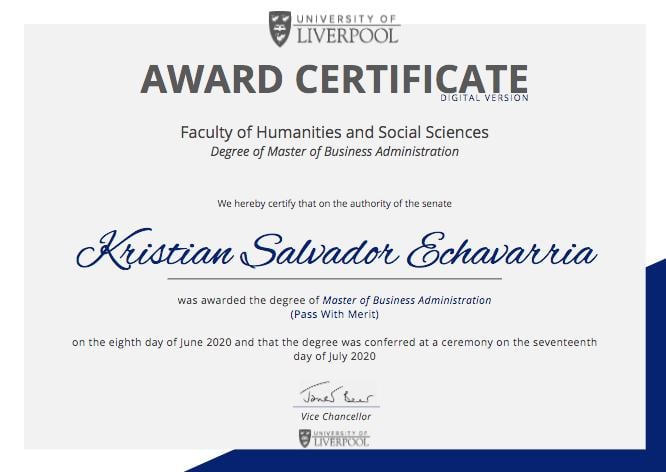 UNIVERSITY OF
LIVERPOOL
AWARD CERTIFICATE
DIGITAL VERSION
Faculty of Humanities and Social Sciences
Degree of Master of Business Administration
We hereby certify that on the authority of the senate
Kristian Salvador Echavarria
was awarded the degree of Master of Business Administration
(Pass With Merit)
on the eighth day of June 2020 and that the degree was conferred at a ceremony on the seventeenth
day of July 2020
Janet Beer
Vice Chancellor
UNIVERSITY OF
LIVERPOOL